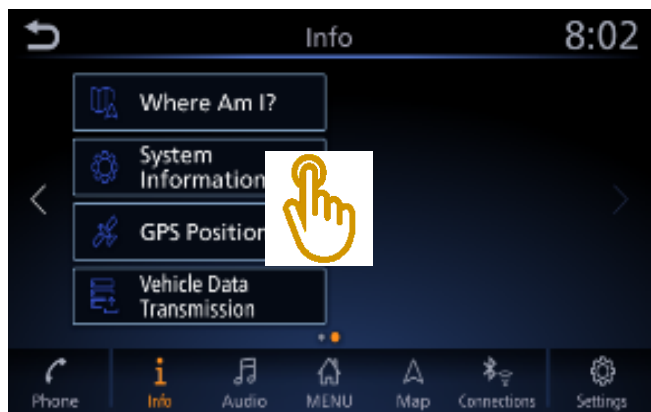 Info
8:02
Where Am I?
System
Information
GPS Position
Vehicle Data
Transmission
Phone
Info
Audio
MENU
Map
Connections
Settings